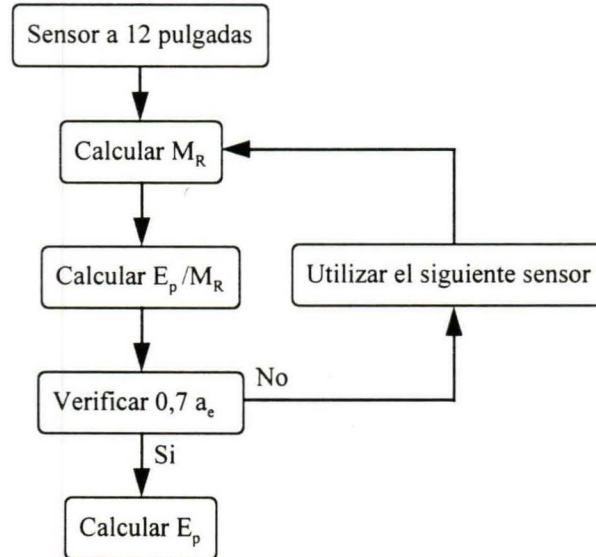 Sensor a 12 pulgadas
Calcular M_R
Calcular E_p/M_R
Utilizar el siguiente sensor
Verificar 0,7 a_e
No
Si
Calcular E_p